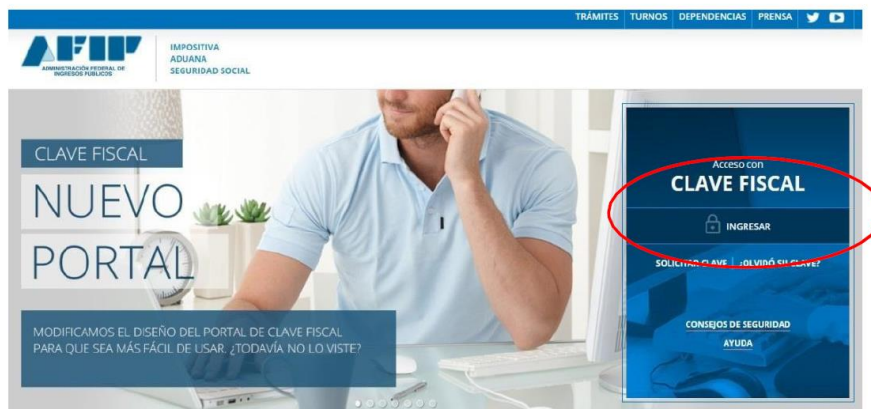 TRÁMITES TURNOS DEPENDENCIAS PRENSA
AFIP
ADMINISTRACIÓN FEDERAL DE
INGRESOS PÚBLICOS
IMPOSITIVA
ADUANA
SEGURIDAD SOCIAL
CLAVE FISCAL
NUEVO
PORTAL
MODIFICAMOS EL DISEÑO DEL PORTAL DE CLAVE FISCAL
PARA QUE SEA MÁS FÁCIL DE USAR. ¿TODAVÍA NO LO VISTE?
Acceso con
CLAVE FISCAL
INGRESAR
SOLICITAR CLAVE | ¿OLVIDÓ SU CLAVE?
CONSEJOS DE SEGURIDAD
AYUDA